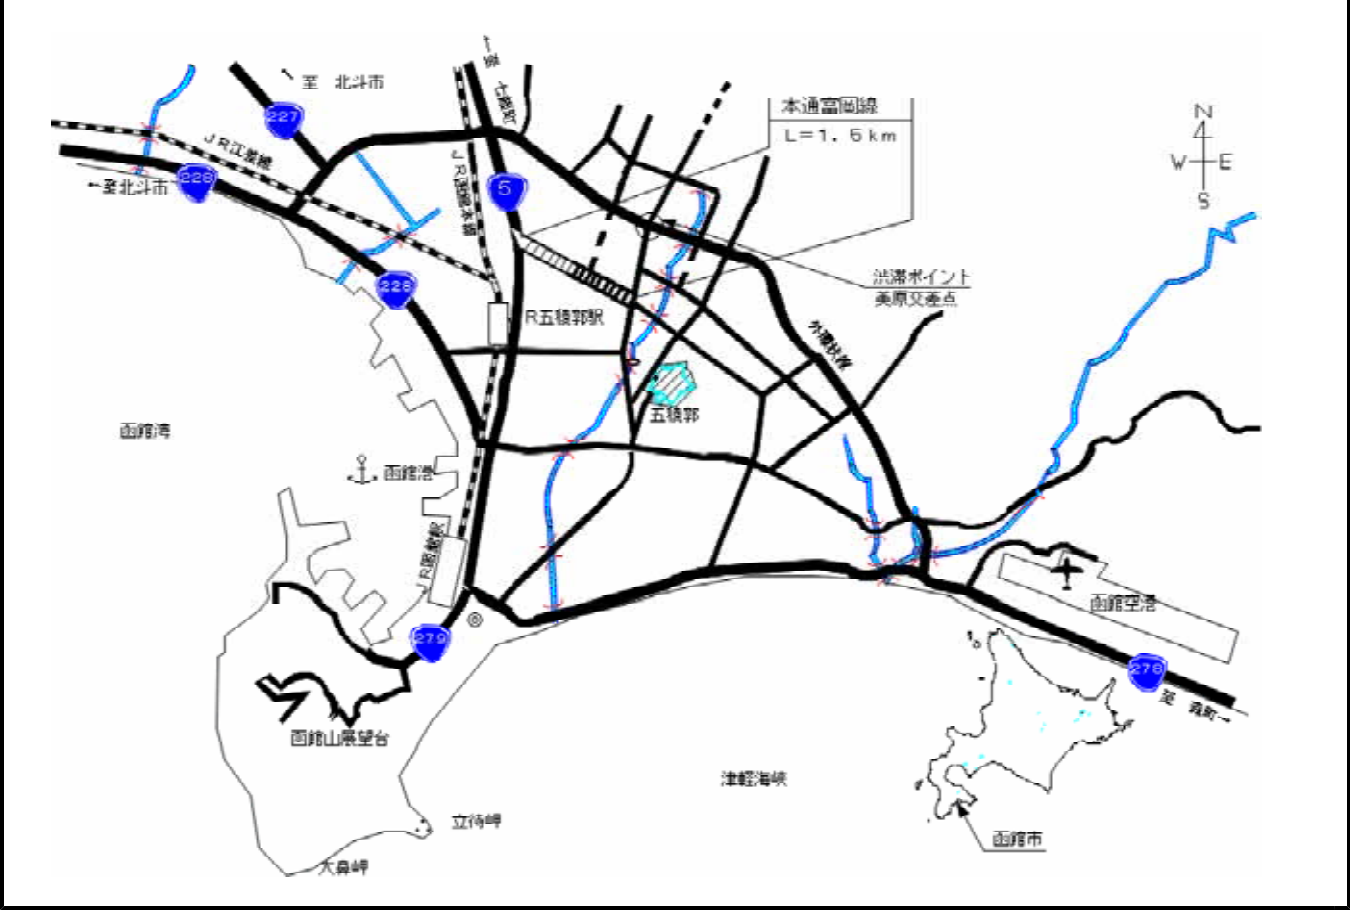 至 七飯町
至 北斗市
227
本通富岡線
L=1.5km
N
W E
S
JR江差線
JR函館本線
←至北斗市
228
5
渋滞ポイント
美原交差点
228
R五稜郭駅
外環状線
五稜郭
函館湾
函館港
JR函館駅
函館空港
279
278
至 森町→
函館山展望台
津軽海峡
立待岬
函館市
大鼻岬